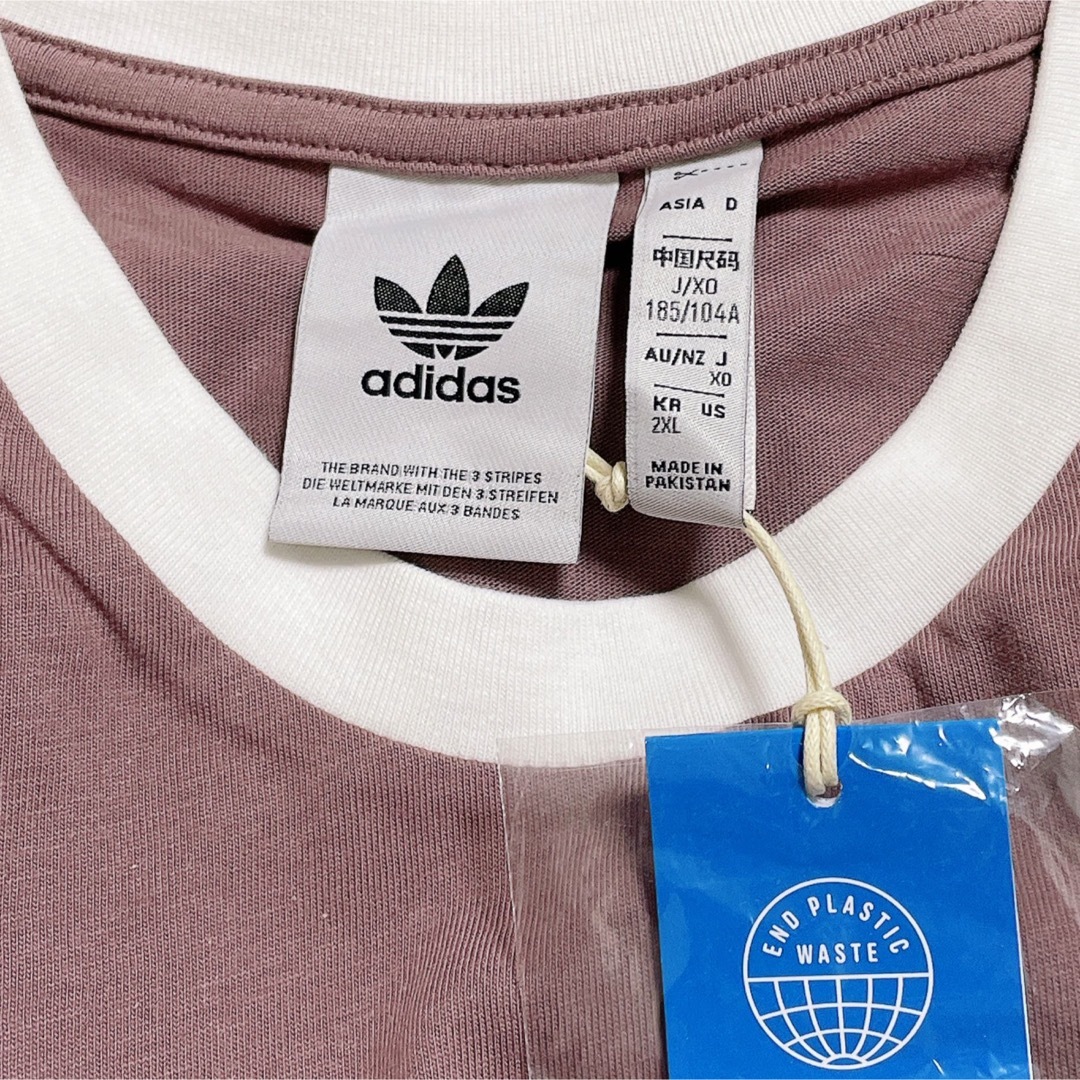 adidas
THE BRAND WITH THE 3 STRIPES
DIE WELTMARKE MIT DEN 3 STREIFEN
LA MARQUE AUX 3 BANDES
ASIA D
中国尺码
J/XO
185/104A
AU/NZ J
XO
KR US
2XL
MADE IN
PAKISTAN
END PLASTIC
WASTE